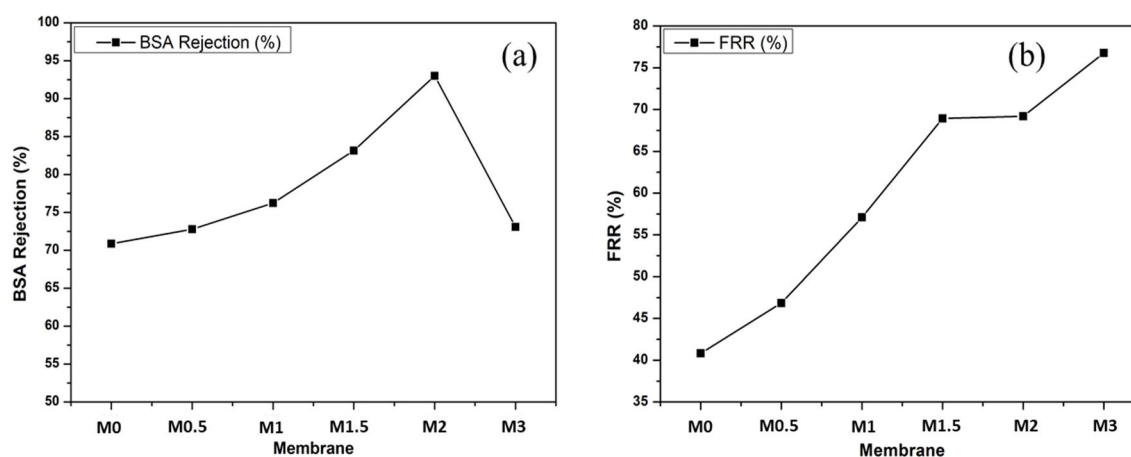 BSA Rejection (%)
(a)
100
95
90
85
80
75
70
65
60
55
50
BSA Rejection (%)
M0 M0.5 M1 M1.5 M2 M3
Membrane
FRR (%)
(b)
80
75
70
65
60
55
50
45
40
35
FRR (%)
M0 M0.5 M1 M1.5 M2 M3
Membrane